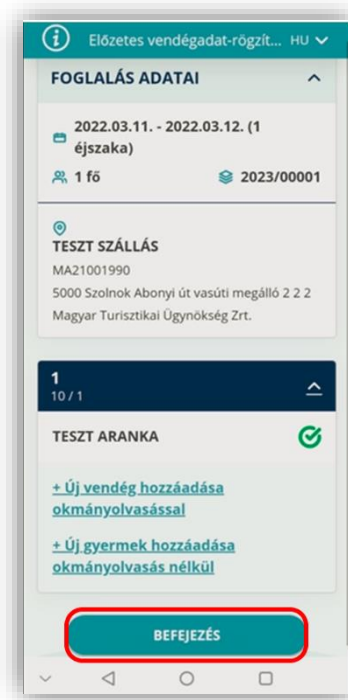 Előzetes vendégadat-rögzít... HU
FOGLALÁS ADATAI
2022.03.11. - 2022.03.12. (1
éjszaka)
1 fő 2023/00001
TESZT SZÁLLÁS
MA21001990
5000 Szolnok Abonyi út vasúti megálló 2 2 2
Magyar Turisztikai Ügynökség Zrt.
1
10 / 1
TESZT ARANKA
+ Új vendég hozzáadása
okmányolvasással
+ Új gyermek hozzáadása
okmányolvasás nélkül
BEFEJEZÉS